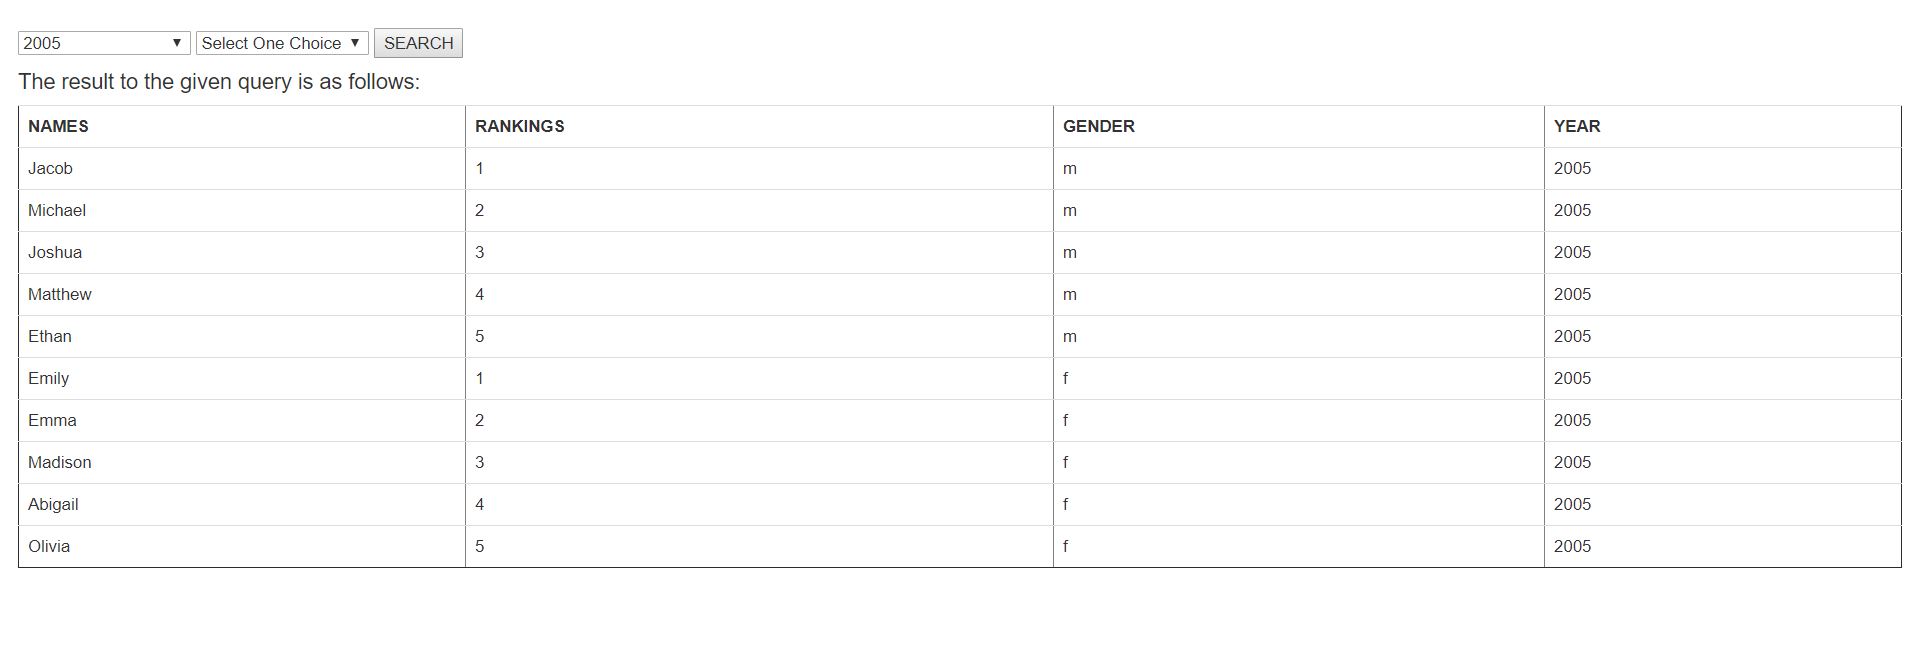 2005 Select One Choice SEARCH
The result to the given query is as follows:
NAMES RANKINGS GENDER YEAR
Jacob 1 m 2005
Michael 2 m 2005
Joshua 3 m 2005
Matthew 4 m 2005
Ethan 5 m 2005
Emily 1 f 2005
Emma 2 f 2005
Madison 3 f 2005
Abigail 4 f 2005
Olivia 5 f 2005